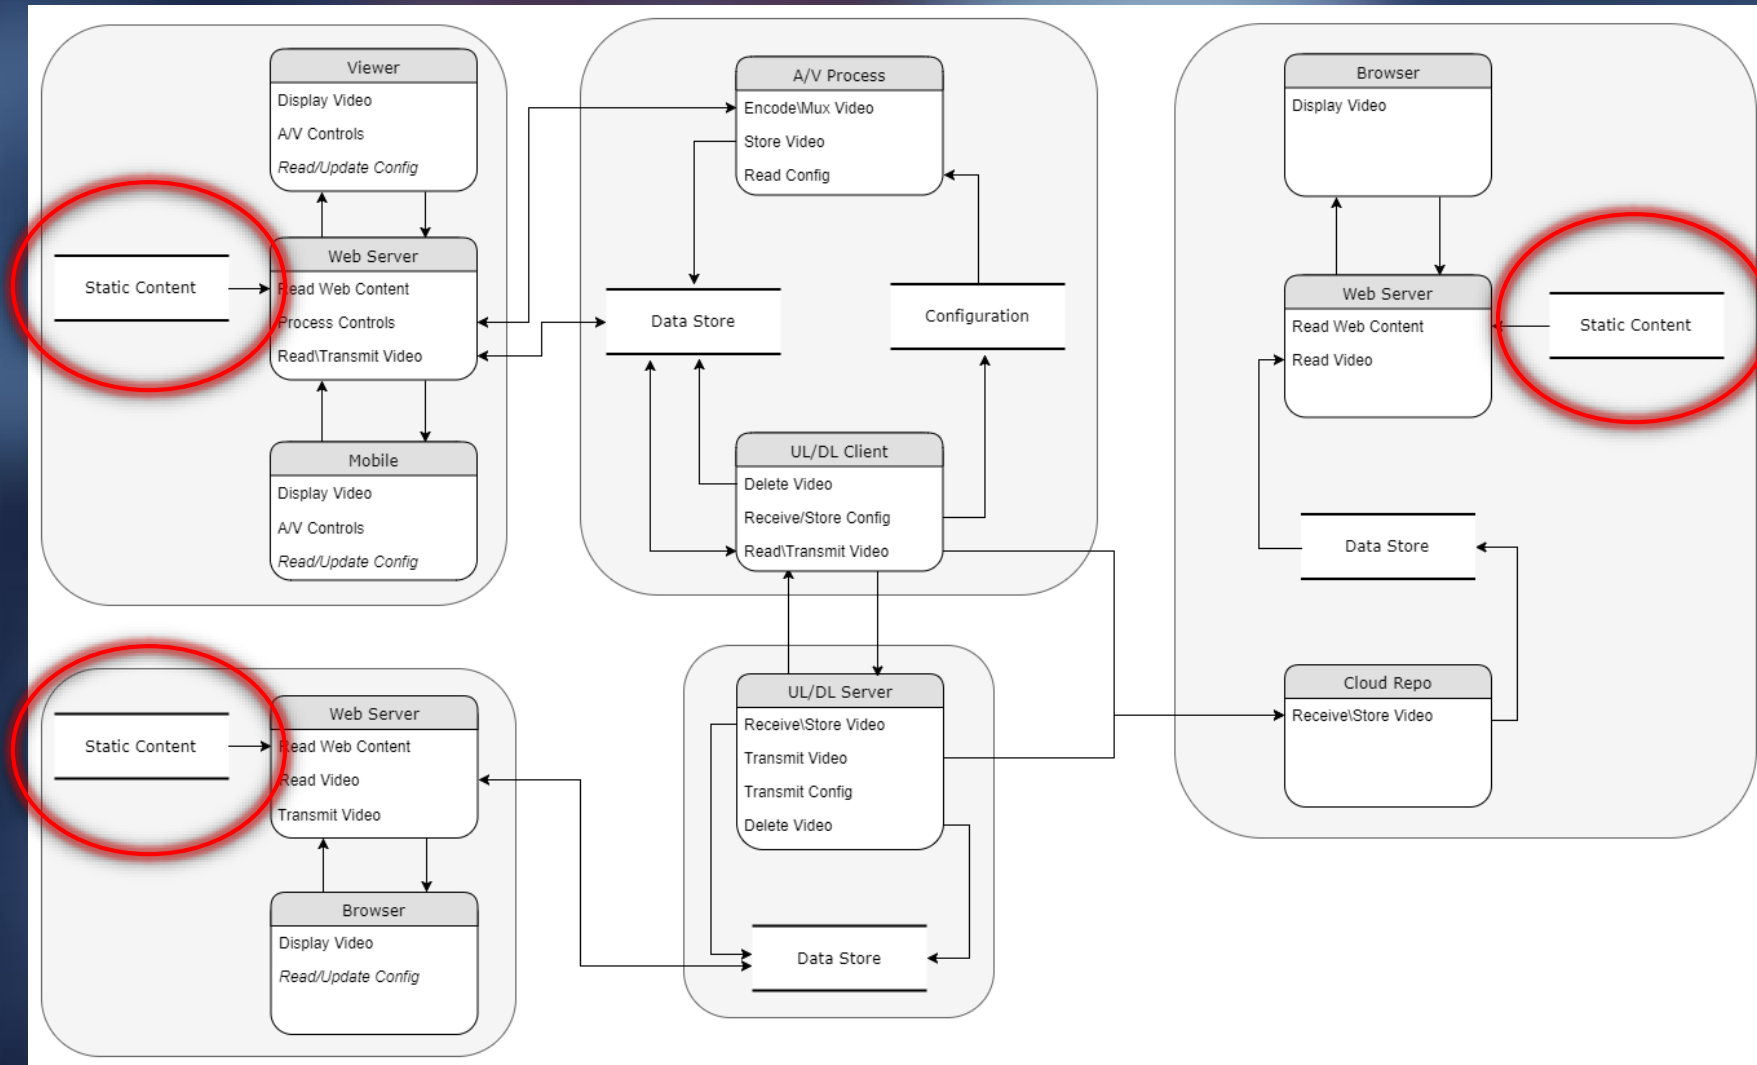 Viewer
Display Video
A/V Controls
Read/Update Config
Static Content
Web Server
Read Web Content
Process Controls
Read\Transmit Video
Mobile
Display Video
A/V Controls
Read/Update Config
A/V Process
Encode\Mux Video
Store Video
Read Config
Data Store
Configuration
UL/DL Client
Delete Video
Receive/Store Config
Read\Transmit Video
Browser
Display Video
Web Server
Read Web Content
Read Video
Static Content
Data Store
Cloud Repo
Receive\Store Video
Static Content
Web Server
Read Web Content
Read Video
Transmit Video
Browser
Display Video
Read/Update Config
UL/DL Server
Receive\Store Video
Transmit Video
Transmit Config
Delete Video
Data Store